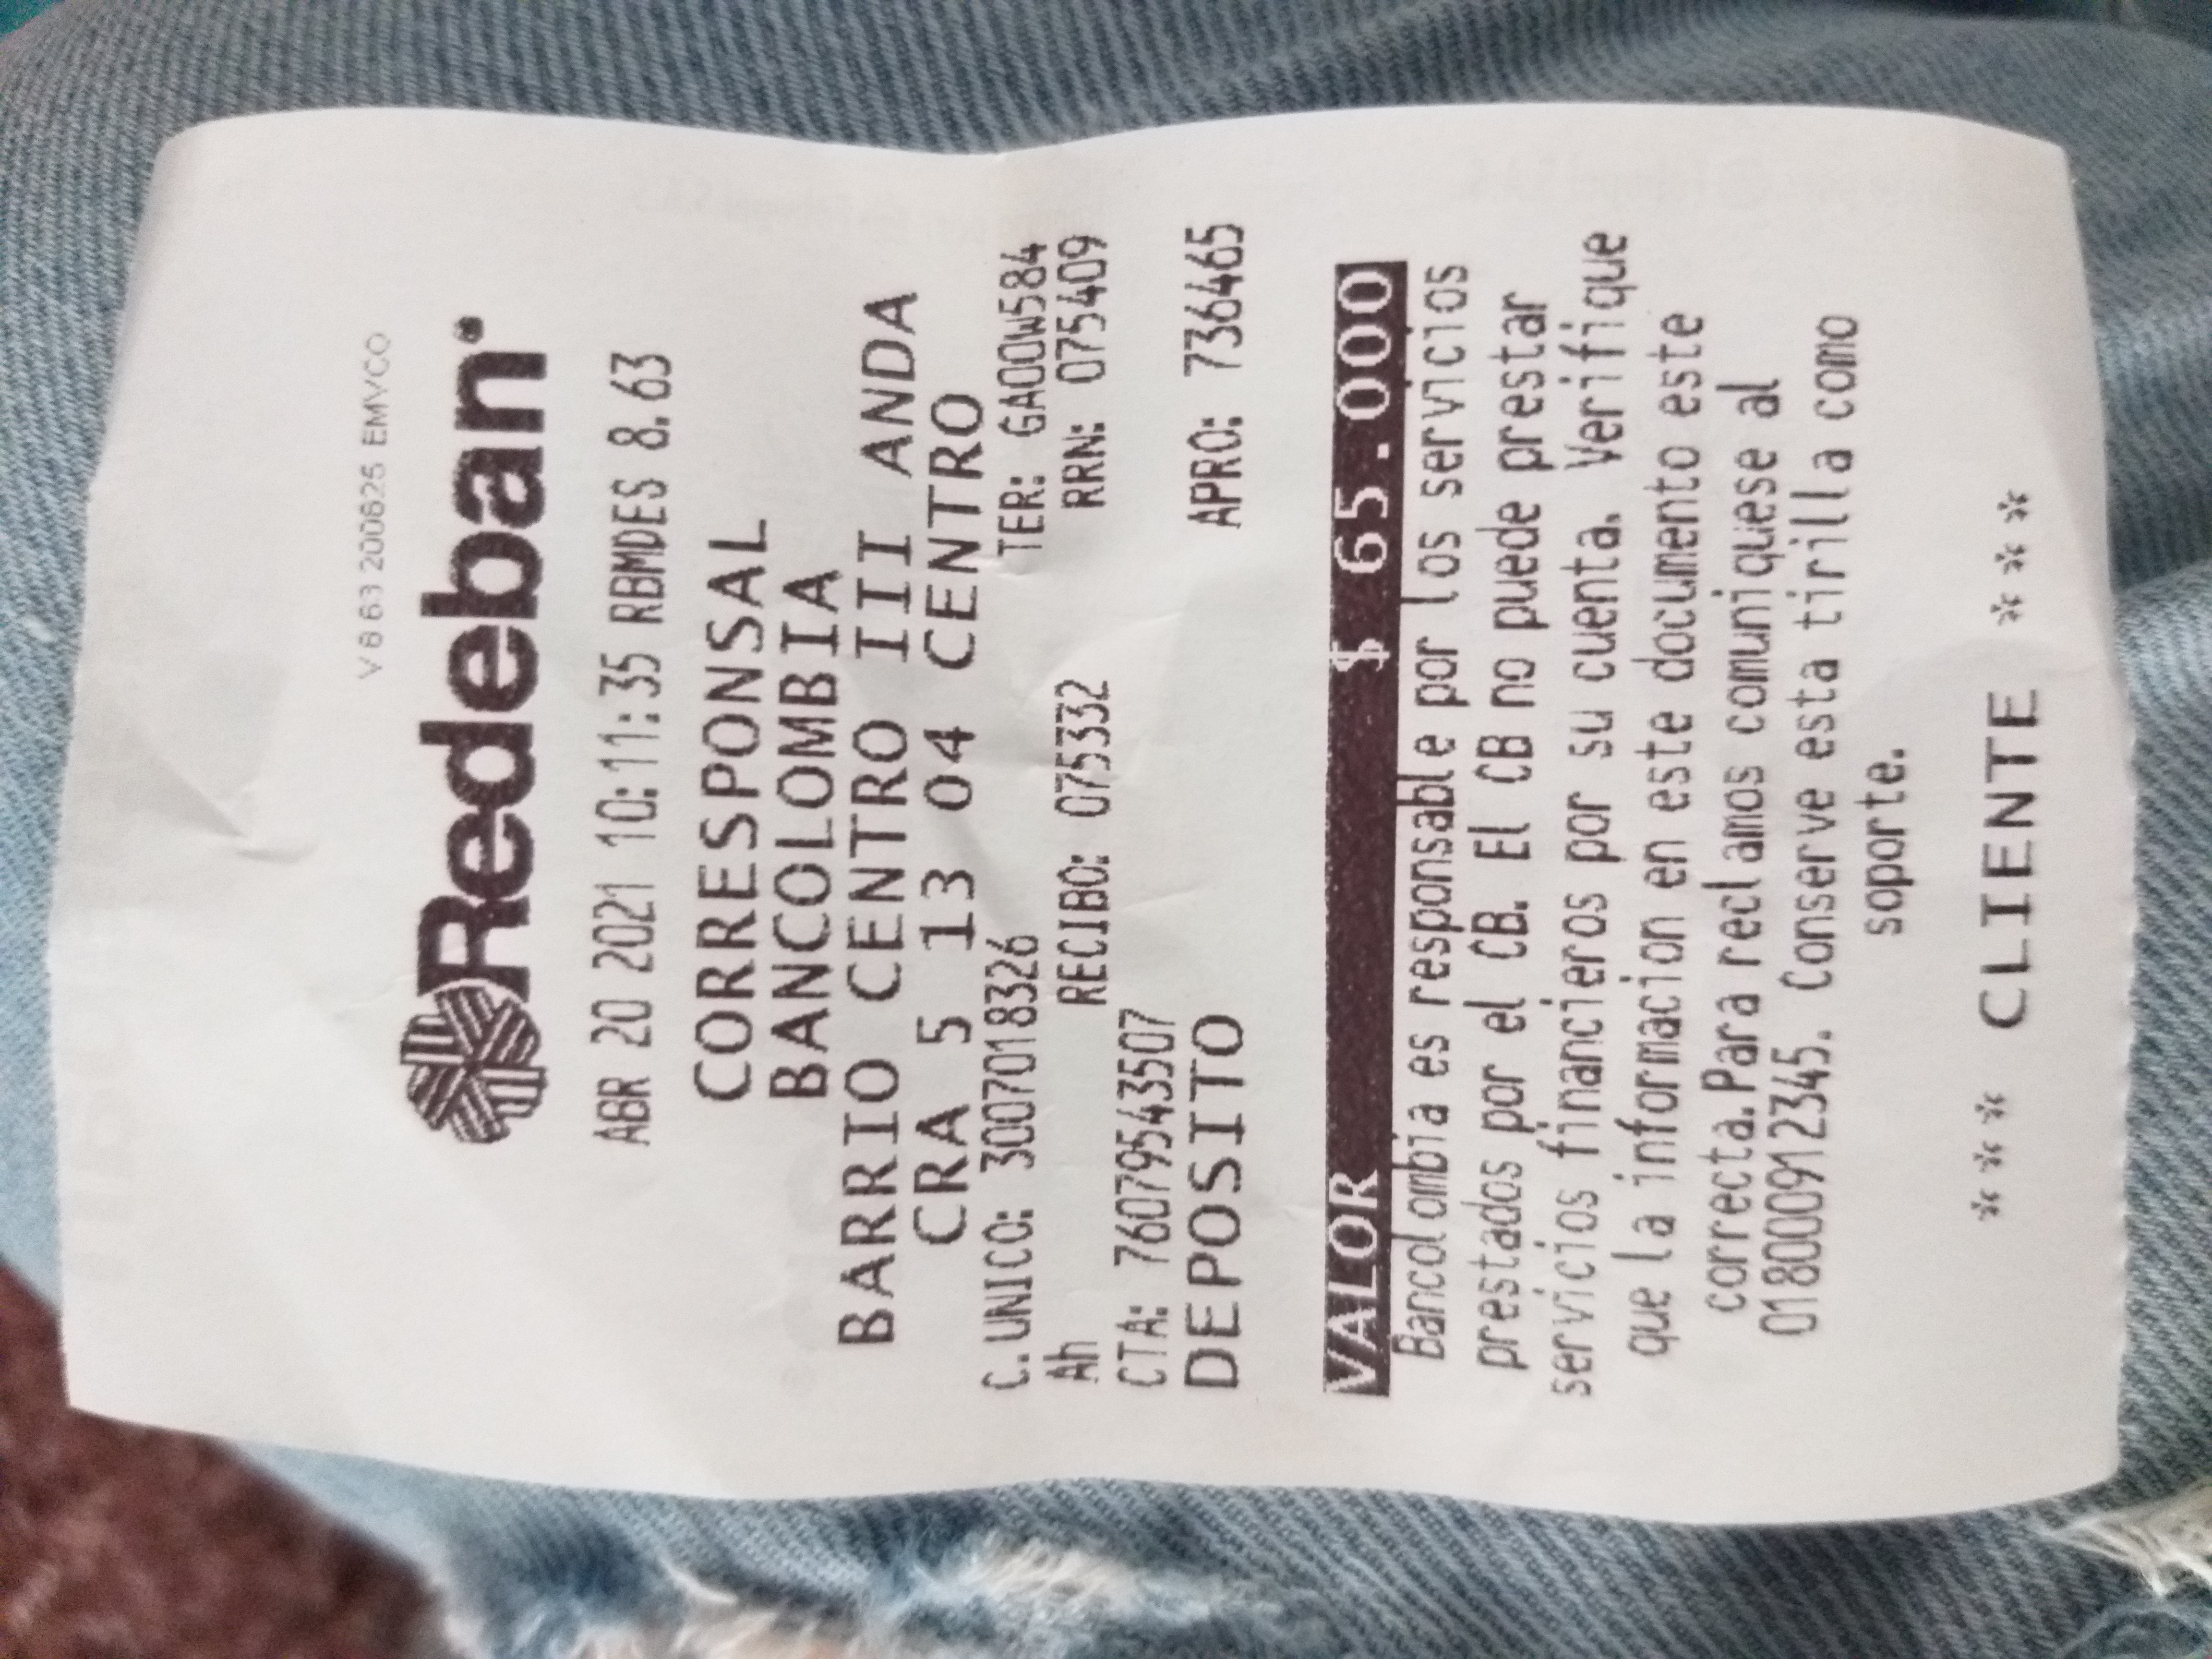 V 8 63 200625 EMVCO
Redeban
ABR 20 2021 10:11:35 RBMDES 8.63
CORRESPONSAL
BANCOLOMBIA
BARRIO CENTRO III ANDA
CRA 5 13 04 CENTRO
C.UNICO: 3007018326 TER: GA00W584
Ah RECIBO: 075332 RRN: 075409
CTA: 76079543507
DEPOSITO APRO: 736465
VALOR $ 65.000
Bancolombia es responsable por los servicios
prestados por el CB. El CB no puede prestar
servicios financieros por su cuenta. Verifique
que la informacion en este documento este
correcta.Para reclamos comuniquese al
018000912345. Conserve esta tirilla como
soporte.
*** CLIENTE ***